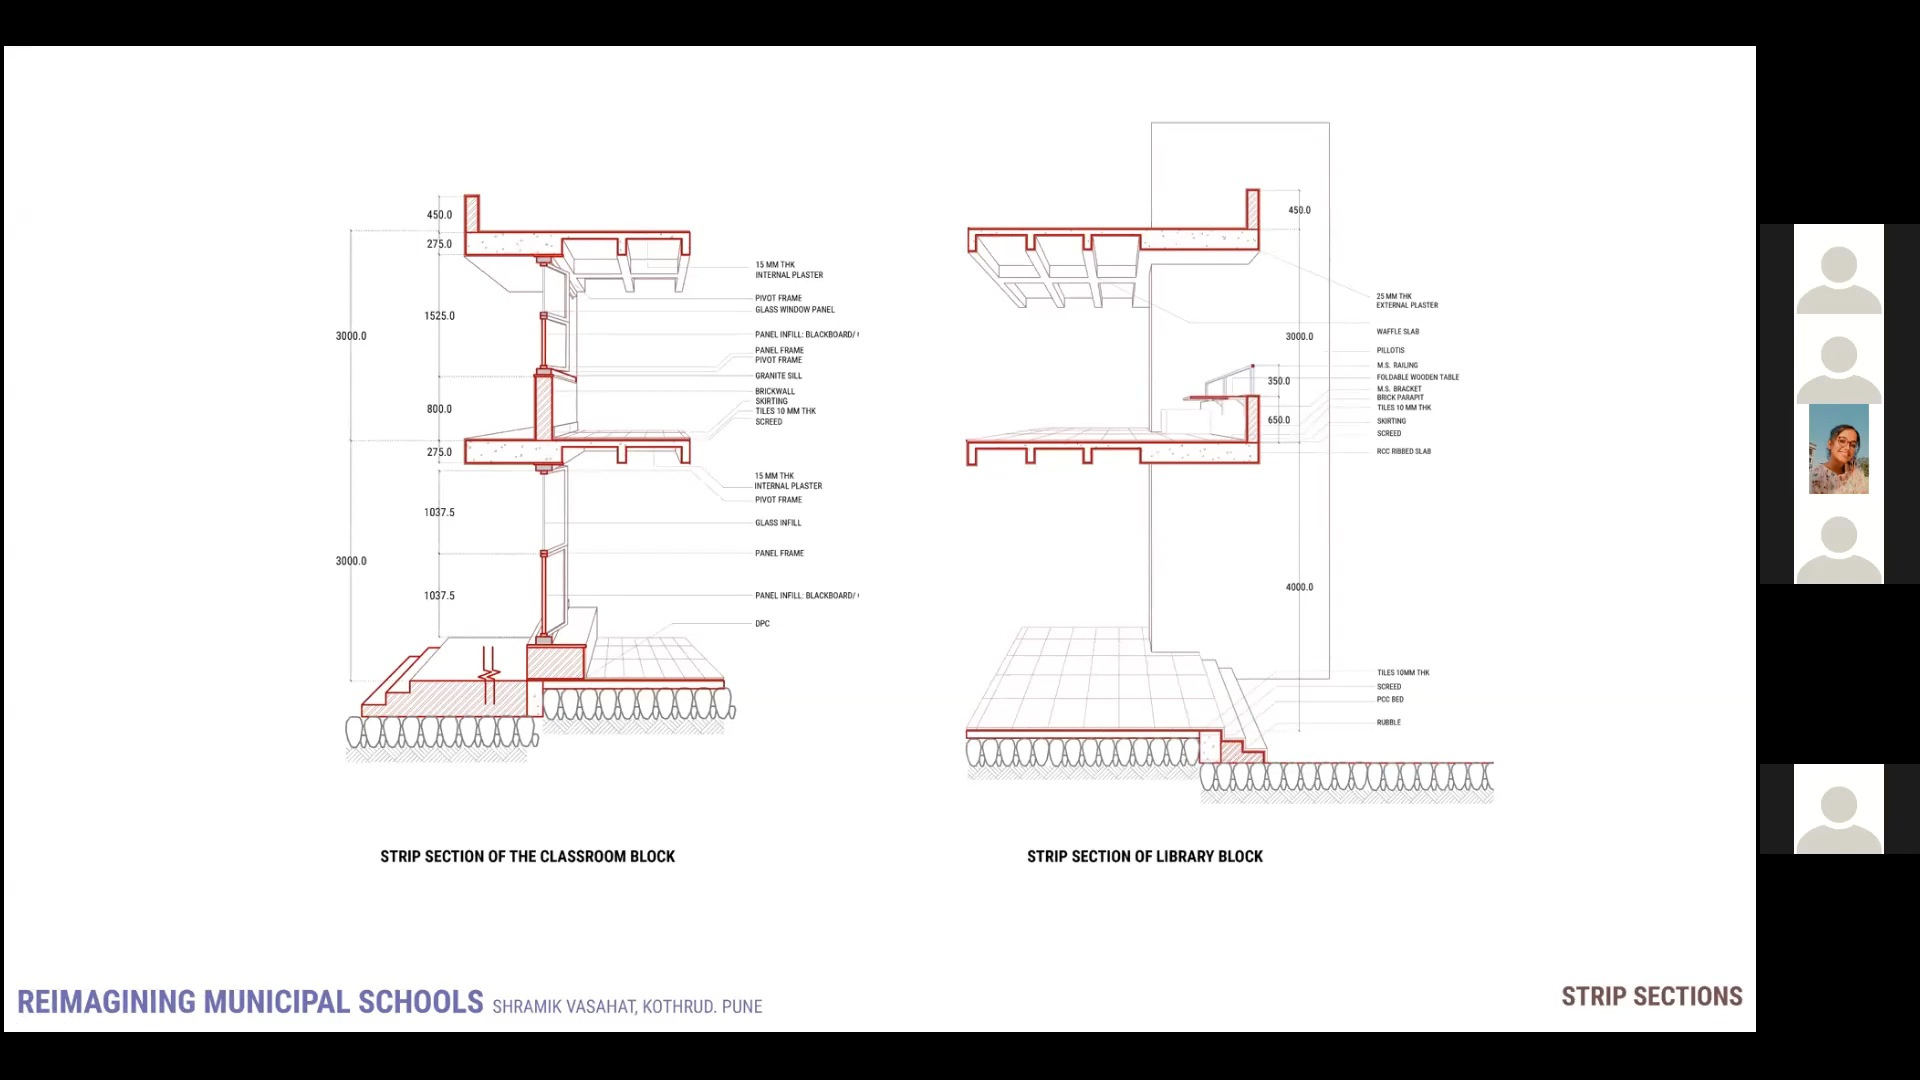 450.0
275.0
1525.0
3000.0
800.0
275.0
1037.5
3000.0
1037.5
15 MM THK
INTERNAL PLASTER
PIVOT FRAME
GLASS WINDOW PANEL
PANEL INFILL: BLACKBOARD/
PANEL FRAME
PIVOT FRAME
GRANITE SILL
BRICKWALL
SKIRTING
TILES 10 MM THK
SCREED
15 MM THK
INTERNAL PLASTER
PIVOT FRAME
GLASS INFILL
PANEL FRAME
PANEL INFILL: BLACKBOARD/
DPC
STRIP SECTION OF THE CLASSROOM BLOCK
450.0
3000.0
350.0
650.0
4000.0
25 MM THK
EXTERNAL PLASTER
WAFFLE SLAB
PILLOTIS
M.S. RAILING
FOLDABLE WOODEN TABLE
M.S. BRACKET
BRICK PARAPIT
TILES 10 MM THK
SKIRTING
SCREED
RCC RIBBED SLAB
TILES 10MM THK
SCREED
PCC BED
RUBBLE
STRIP SECTION OF LIBRARY BLOCK
REIMAGINING MUNICIPAL SCHOOLS SHRAMIK VASAHAT, KOTHRUD. PUNE
STRIP SECTIONS